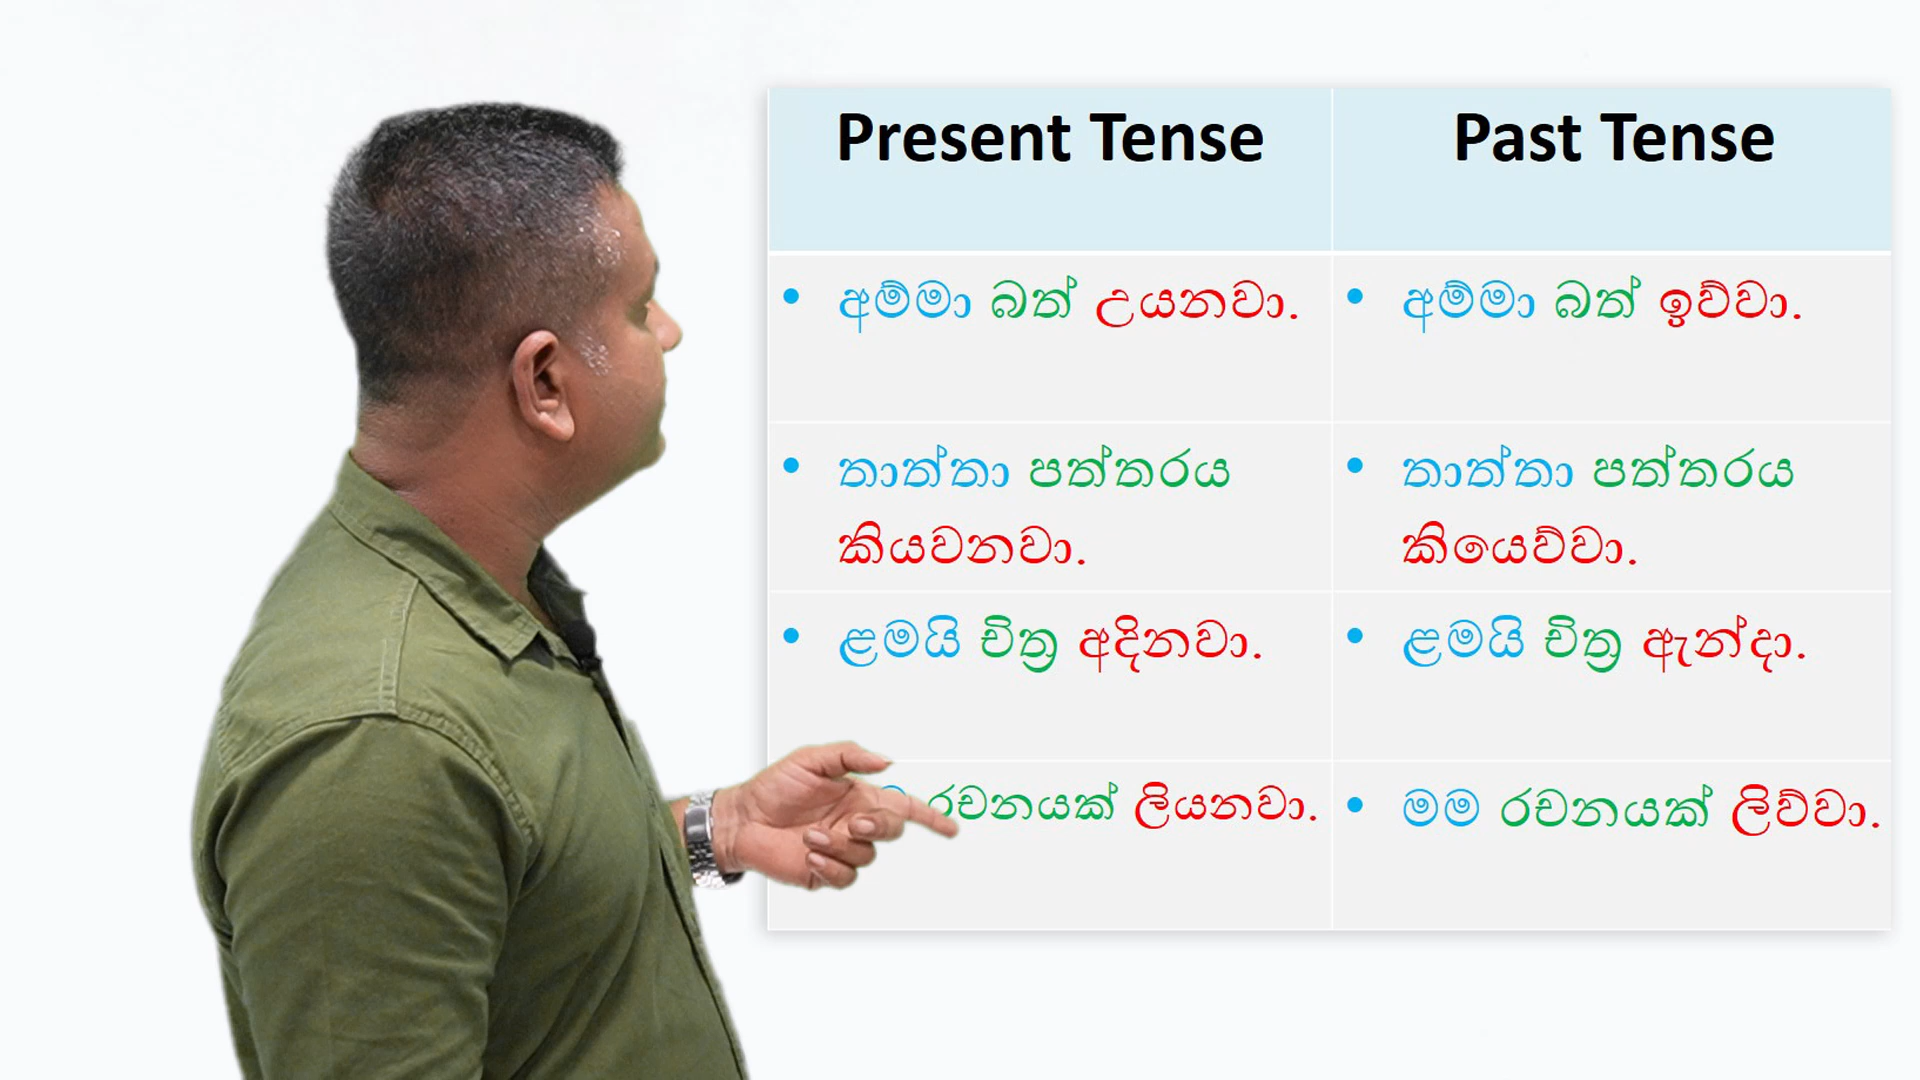 Present Tense
Past Tense
• අම්මා බත් උයනවා.
• අම්මා බත් ඉව්වා.
• තාත්තා පත්තරය
කියවනවා.
• තාත්තා පත්තරය
කියෙව්වා.
• ළමයි චිත්‍ර අදිනවා.
• ළමයි චිත්‍ර ඇන්දා.
රචනයක් ලියනවා.
• මම රචනයක් ලිව්වා.